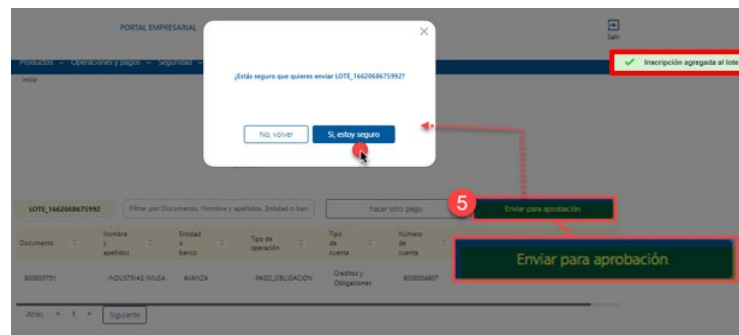 PORTAL EMPRESARIAL
Salir
Productos Operaciones y pagos Seguridad
Inicio
Inscripción agregada al lote
¿Estás seguro que quieres enviar LOTE_1662068675992?
No, volver
Si, estoy seguro
LOTE_1662068675992 Filtrar por Documento, Nombre y apellidos, Entidad o ban hacer otro pago 5 Enviar para aprobación
Documento Nombre y apellidos Entidad o banco Tipo de operación Tipo de cuenta Número de cuenta
Enviar para aprobación
INDUSTRIAS IMUSA AVANZA PAGO_OBLIGACION Créditos y Obligaciones
Atrás 1 Siguiente